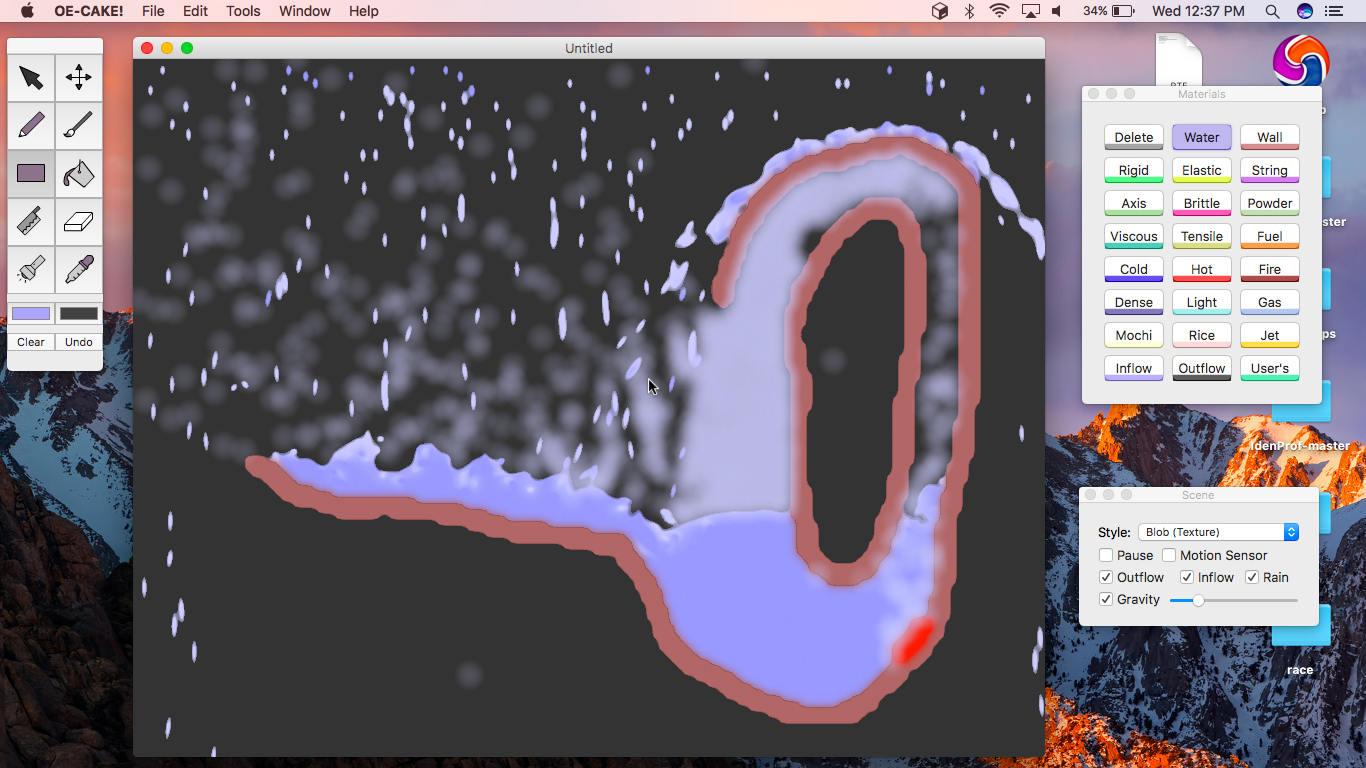 OE-CAKE! File Edit Tools Window Help 34% Wed 12:37 PM
Untitled
Clear Undo
Materials
Delete Water Wall
Rigid Elastic String
Axis Brittle Powder
Viscous Tensile Fuel
Cold Hot Fire
Dense Light Gas
Mochi Rice Jet
Inflow Outflow User's
Scene
Style: Blob (Texture)
Pause Motion Sensor
Outflow Inflow Rain
Gravity
ster
ps
IdenProf-master
race